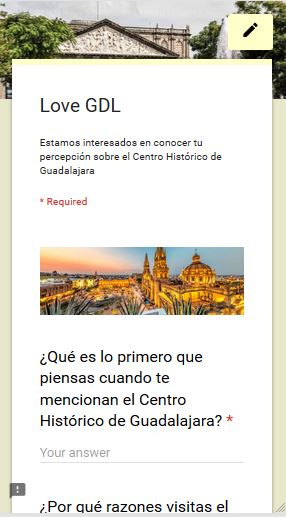 Love GDL
Estamos interesados en conocer tu
percepción sobre el Centro Histórico de
Guadalajara
* Required
¿Qué es lo primero que
piensas cuando te
mencionan el Centro
Histórico de Guadalajara? *
Your answer
¿Por qué razones visitas el